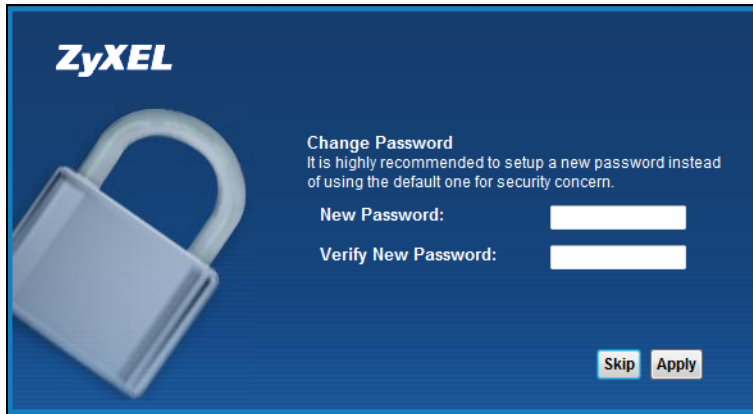 ZyXEL
Change Password
It is highly recommended to setup a new password instead
of using the default one for security concern.
New Password:
Verify New Password:
Skip Apply